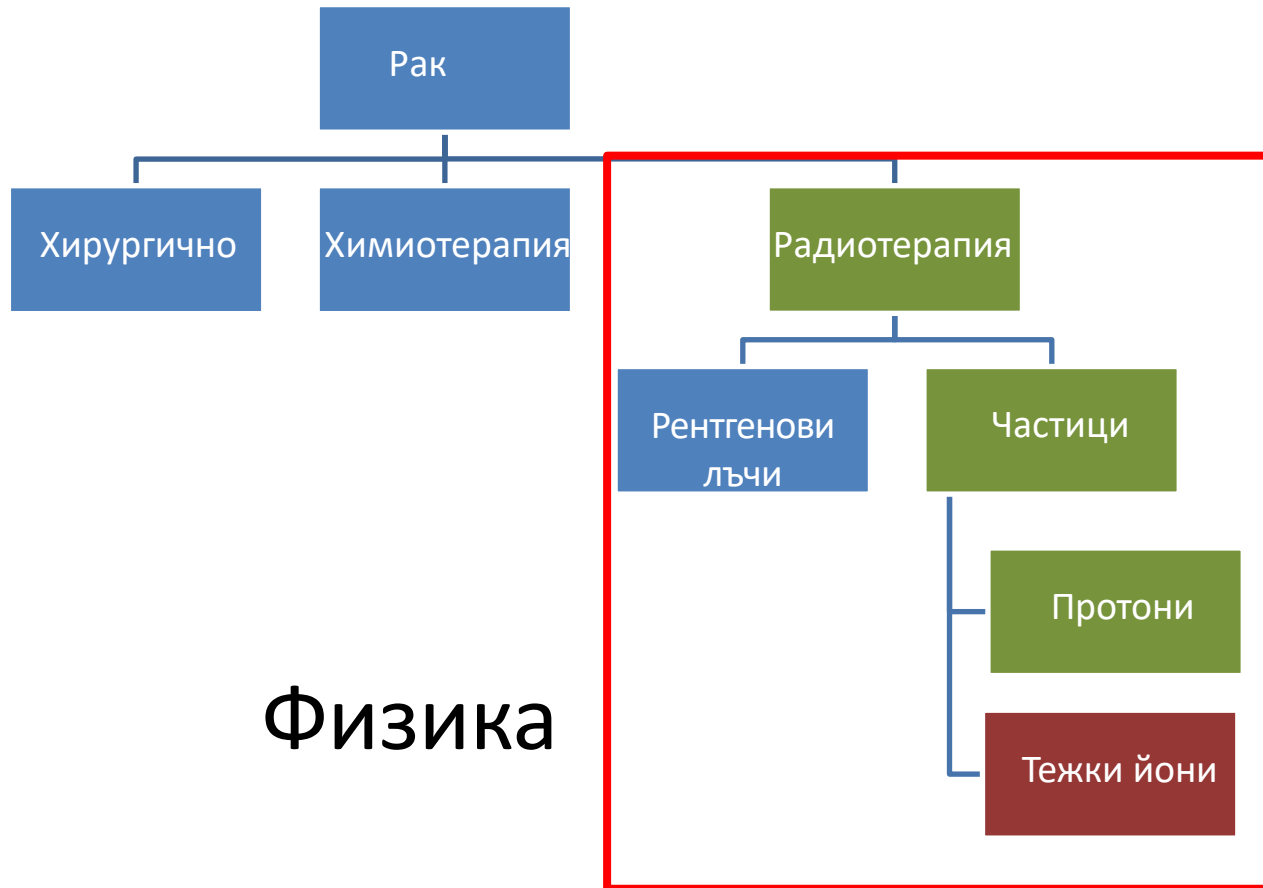 Рак
Хирургично
Химиотерапия
Радиотерапия
Рентгенови
лъчи
Частици
Протони
Физика
Тежки йони